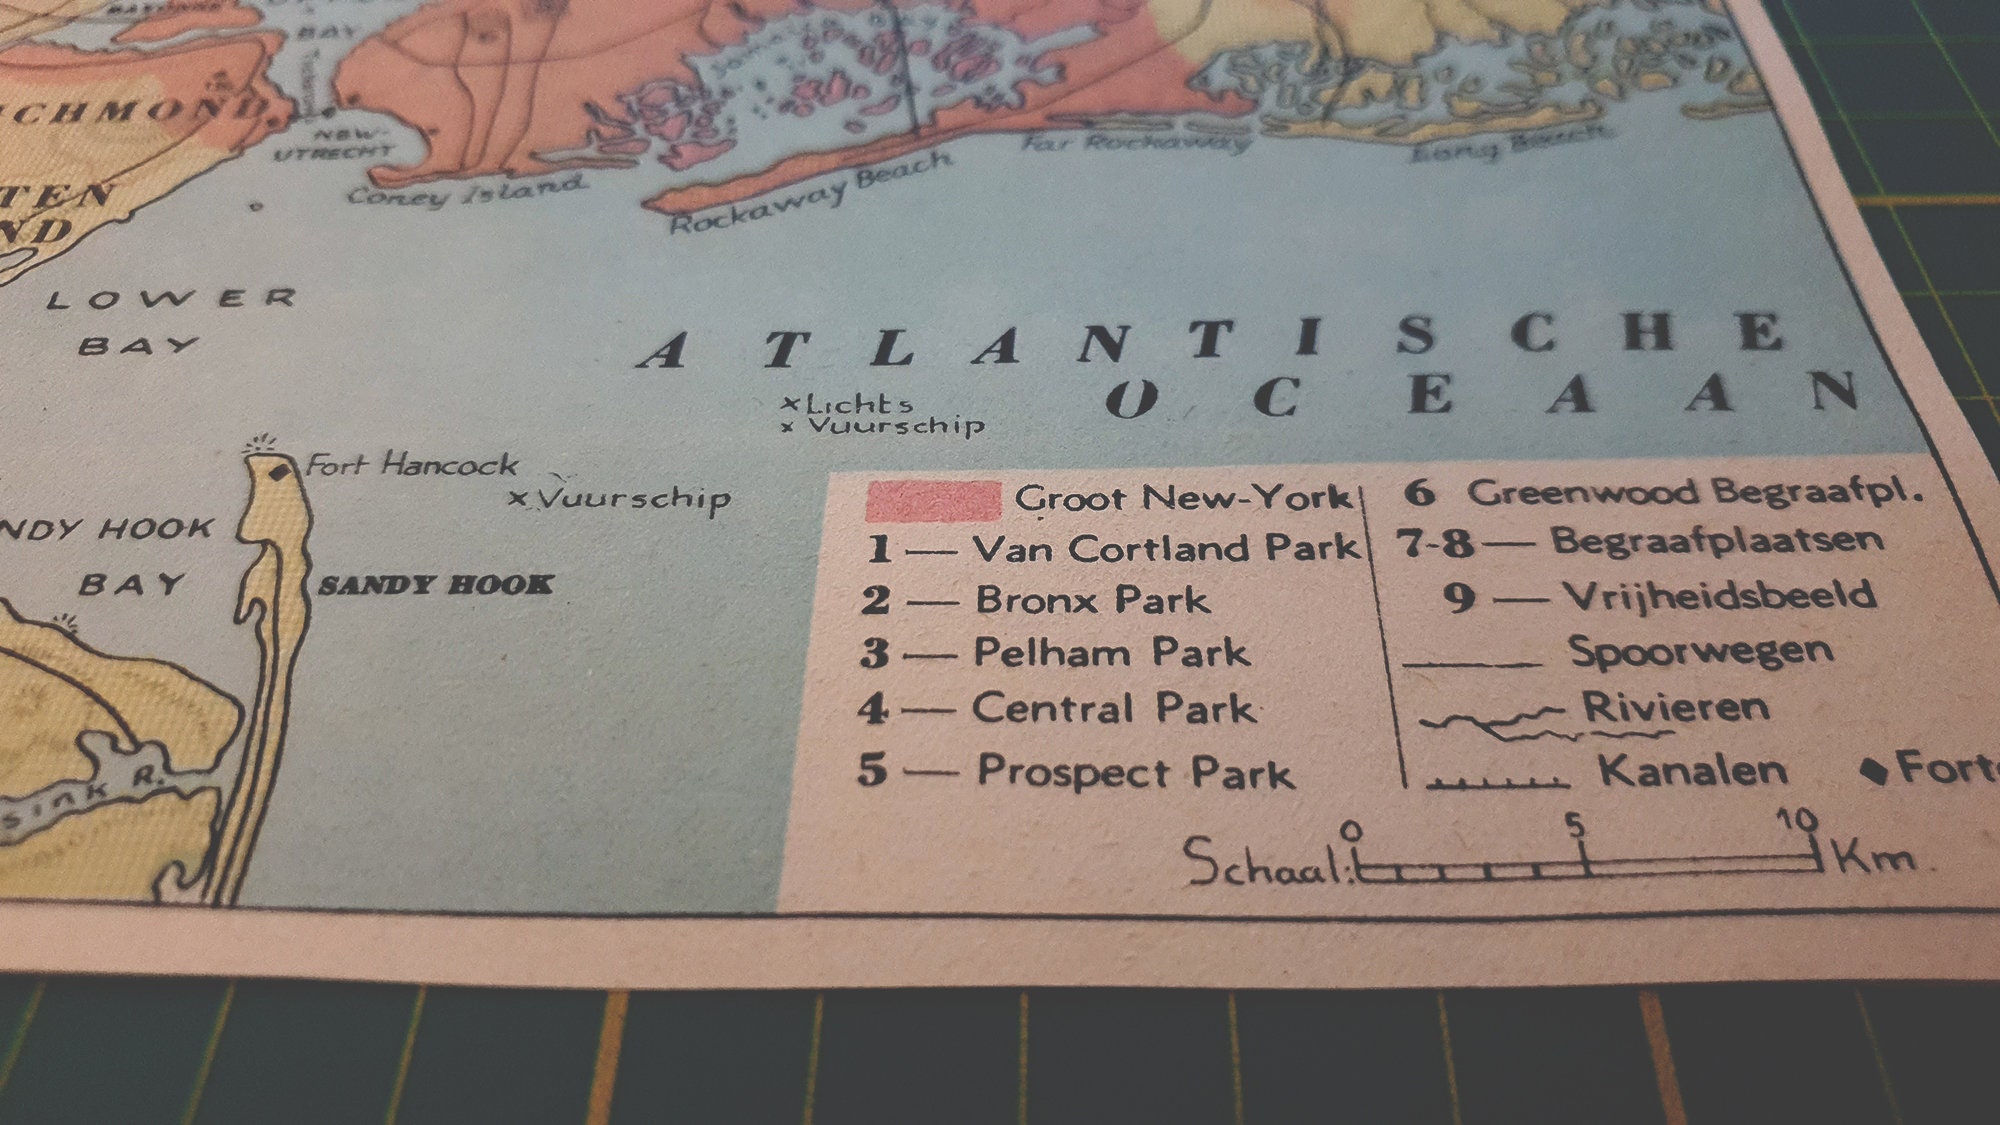 BAY
RICHMOND
NEW-
UTRECHT
Coney Island
Rockaway Beach
Far Rockaway
Long Beach
TEN
ND
LOWER
BAY
ATLANTISCHE
OCEAAN
×Lichts
× Vuurschip
Fort Hancock
×Vuurschip
NDY HOOK
BAY
SANDY HOOK
sink R.
Groot New-York
1 — Van Cortland Park
2 — Bronx Park
3 — Pelham Park
4 — Central Park
5 — Prospect Park
6 Greenwood Begraafpl.
7-8 — Begraafplaatsen
9 — Vrijheidsbeeld
Spoorwegen
Rivieren
Kanalen
Fort
0 5 10
Schaal: Km.